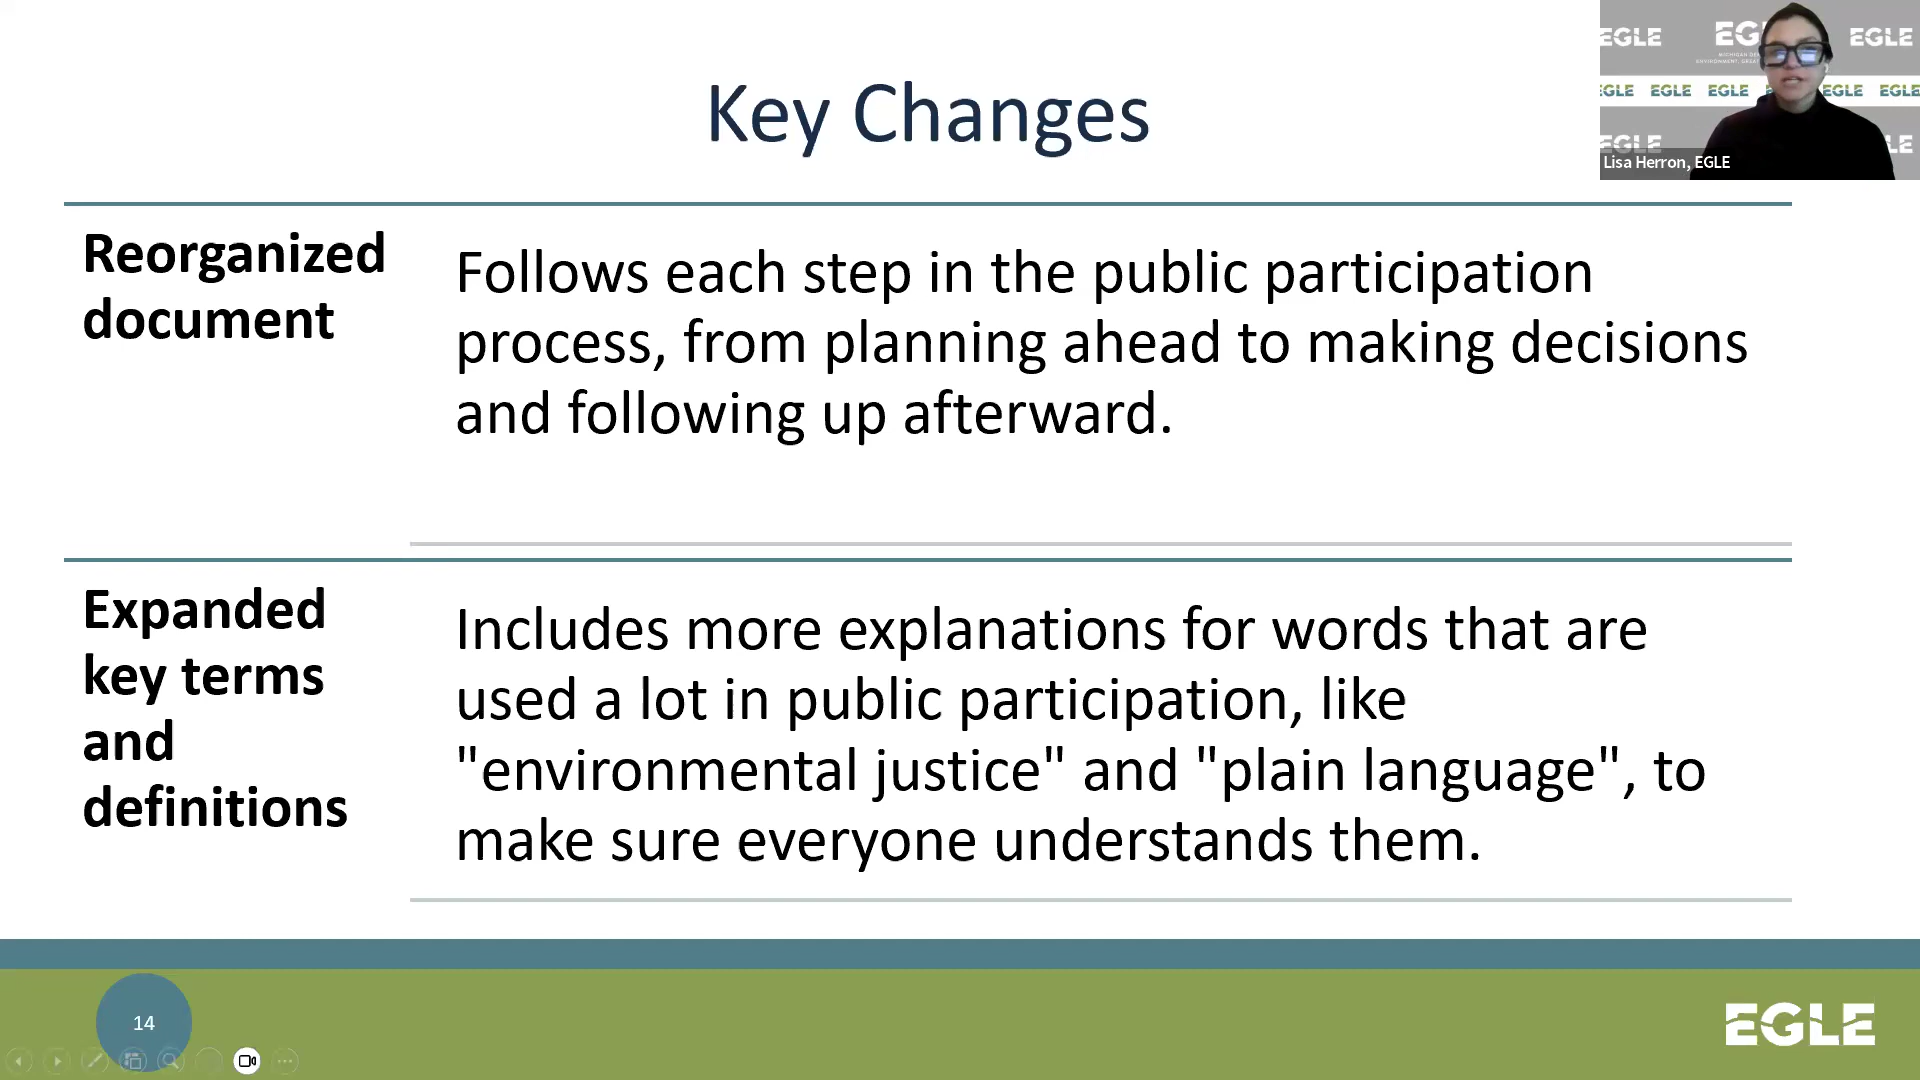 Key Changes
EGLE
EGLE
EGLE EGLE EGLE EGLE EGLE
EGLE
Lisa Herron, EGLE
Reorganized
document
Follows each step in the public participation
process, from planning ahead to making decisions
and following up afterward.
Expanded
key terms
and
definitions
Includes more explanations for words that are
used a lot in public participation, like
"environmental justice" and "plain language", to
make sure everyone understands them.
14
EGLE